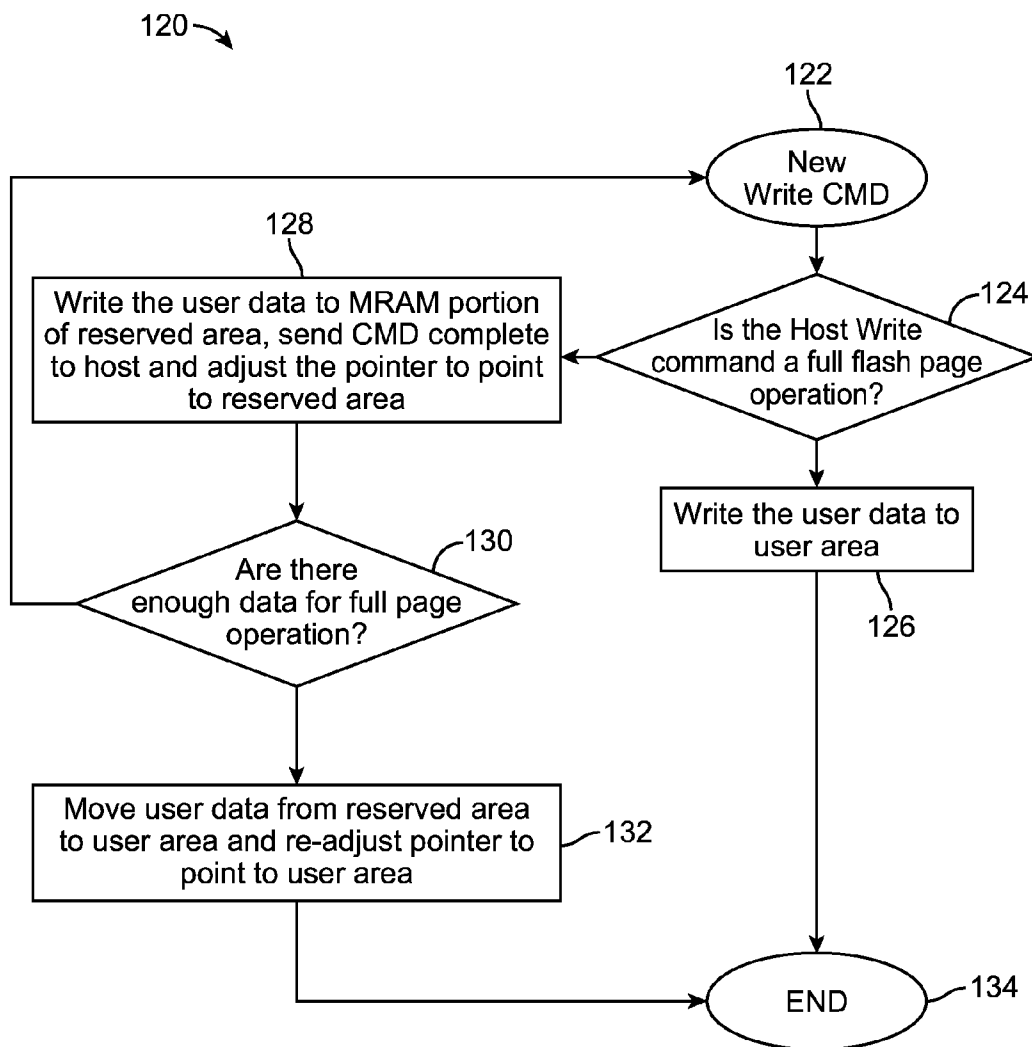 120
122
New
Write CMD
128
Write the user data to MRAM portion
of reserved area, send CMD complete
to host and adjust the pointer to point
to reserved area
124
Is the Host Write
command a full flash page
operation?
Write the user data to
user area
126
130
Are there
enough data for full page
operation?
Move user data from reserved area
to user area and re-adjust pointer to
point to user area
132
END
134